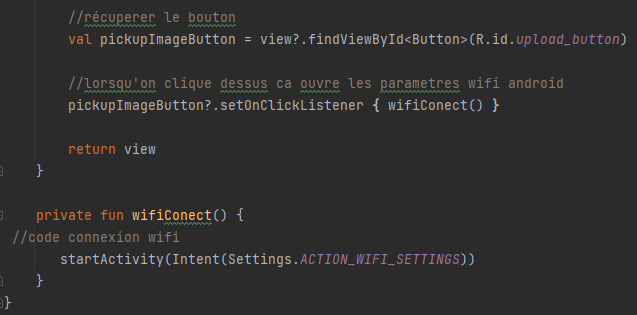 //récuperer le bouton
val pickupImageButton = view?.findViewById<Button>(R.id.upload_button)
//lorsqu'on clique dessus ca ouvre les parametres wifi android
pickupImageButton?.setOnClickListener { wifiConect() }
return view
}
private fun wifiConect() {
//code connexion wifi
startActivity(Intent(Settings.ACTION_WIFI_SETTINGS))
}
}